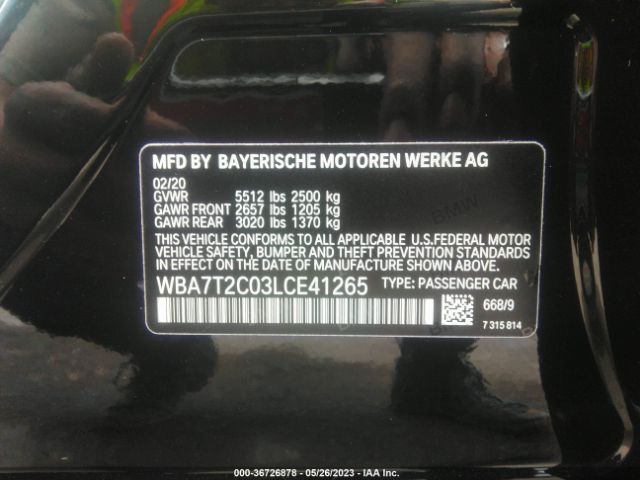 MFD BY BAYERISCHE MOTOREN WERKE AG
02/20
GVWR 5512 lbs 2500 kg
GAWR FRONT 2657 lbs 1205 kg
GAWR REAR 3020 lbs 1370 kg
THIS VEHICLE CONFORMS TO ALL APPLICABLE U.S.FEDERAL MOTOR
VEHICLE SAFETY, BUMPER AND THEFT PREVENTION STANDARDS IN
EFFECT ON THE DATE OF MANUFACTURE SHOWN ABOVE.
WBA7T2C03LCE41265 TYPE: PASSENGER CAR
668/9
7 315 814
000-36726878 - 05/26/2023 - IAA Inc.